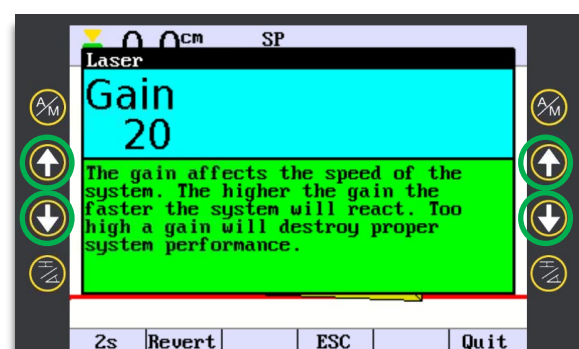 0.0cm SP
Laser
Gain
20
The gain affects the speed of the
system. The higher the gain the
faster the system will react. Too
high a gain will destroy proper
system performance.
A/M A/M
2s Revert ESC Quit